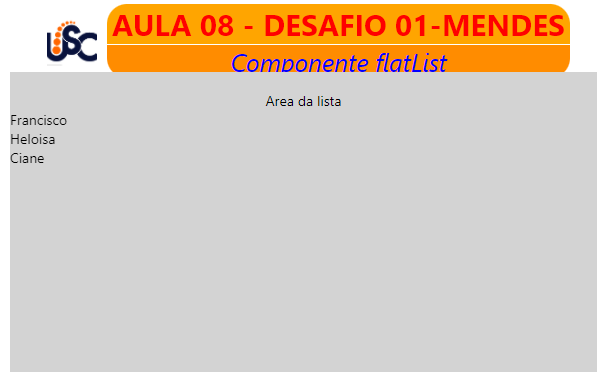 USC
AULA 08 - DESAFIO 01-MENDES
Componente flatList
Area da lista
Francisco
Heloisa
Ciane